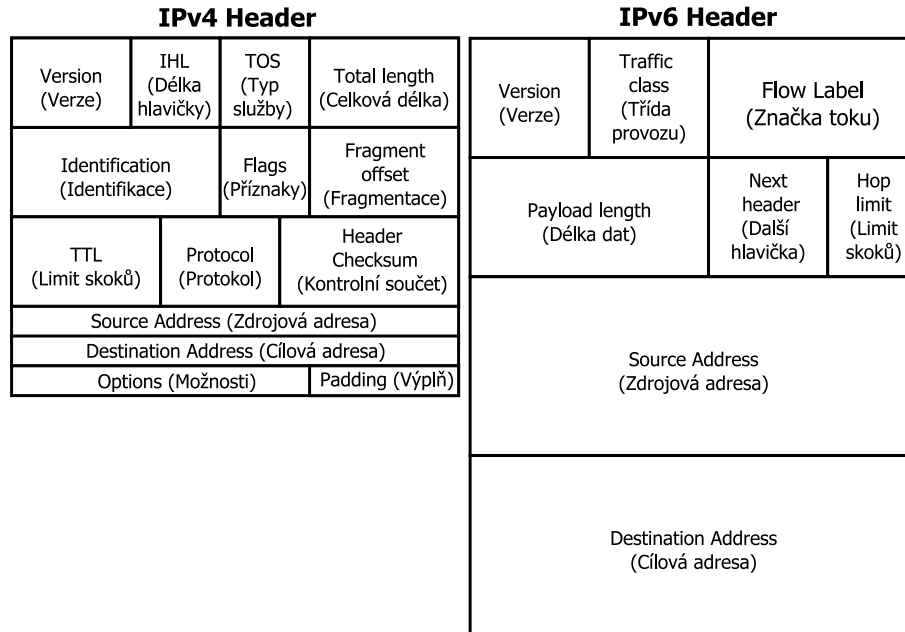 IPv4 Header
Version
(Verze)
IHL
(Délka
hlavičky)
TOS
(Typ
služby)
Total length
(Celková délka)
Identification
(Identifikace)
Flags
(Příznaky)
Fragment
offset
(Fragmentace)
TTL
(Limit skoků)
Protocol
(Protokol)
Header
Checksum
(Kontrolní součet)
Source Address (Zdrojová adresa)
Destination Address (Cílová adresa)
Options (Možnosti)
Padding (Výplň)
IPv6 Header
Version
(Verze)
Traffic
class
(Třída
provozu)
Flow Label
(Značka toku)
Payload length
(Délka dat)
Next
header
(Další
hlavička)
Hop
limit
(Limit
skoků)
Source Address
(Zdrojová adresa)
Destination Address
(Cílová adresa)